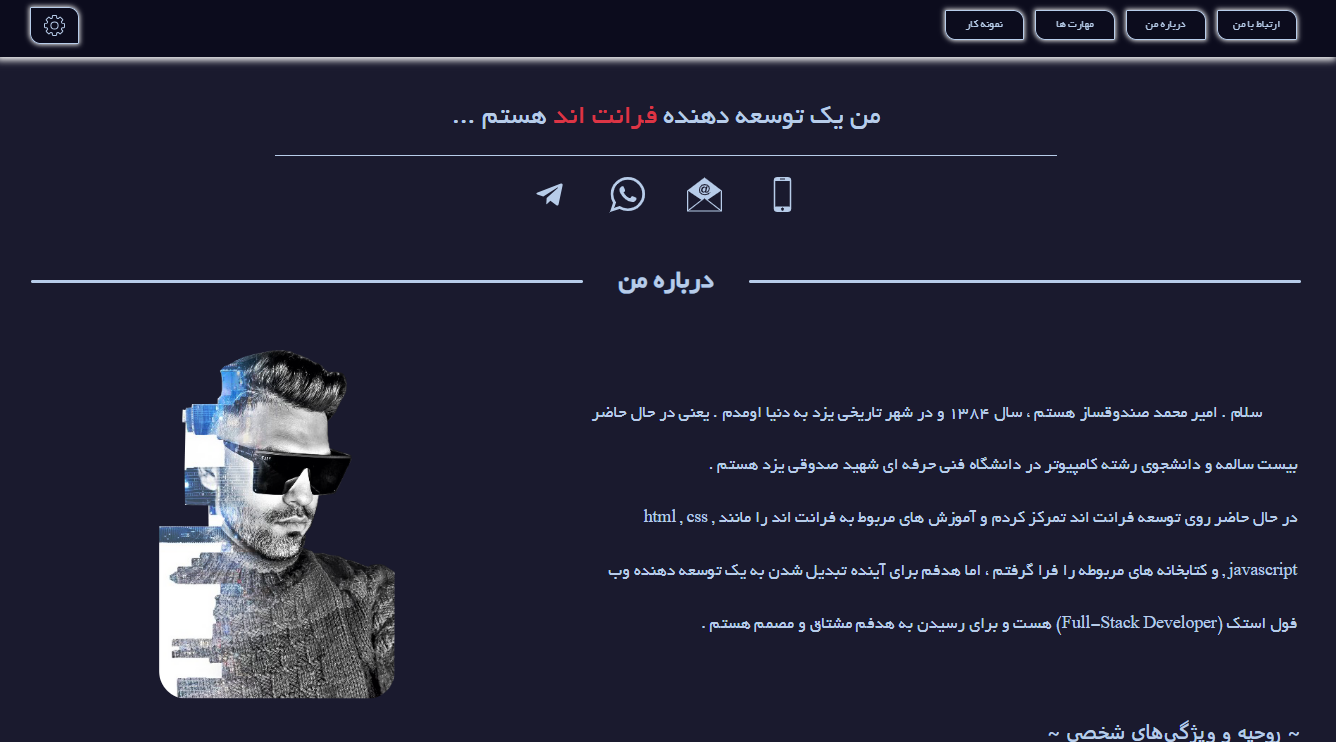 ارتباط با من
درباره من
مهارت ها
نمونه کار
من یک توسعه دهنده فرانت اند هستم ...
درباره من
سلام . امیر محمد صندوقساز هستم ، سال ۱۳۸۴ و در شهر تاریخی یزد به دنیا اومدم . یعنی در حال حاضر
بیست سالمه و دانشجوی رشته کامپیوتر در دانشگاه فنی حرفه ای شهید صدوقی یزد هستم .
در حال حاضر روی توسعه فرانت اند تمرکز کردم و آموزش های مربوط به فرانت اند را مانند html , css ,
javascript , و کتابخانه های مربوطه را فرا گرفتم ، اما هدفم برای آینده تبدیل شدن به یک توسعه دهنده وب
فول استک (Full-Stack Developer) هست و برای رسیدن به هدفم مشتاق و مصمم هستم .
~ روحیه و ویژگی‌های شخصی ~